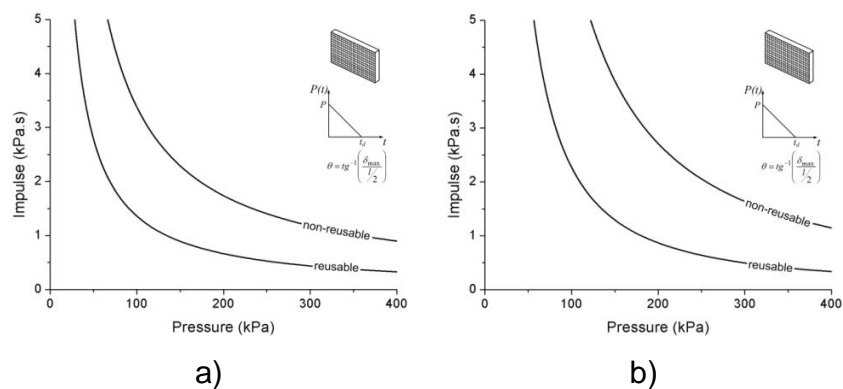 5
4
3
2
1
0
Impulse (kPa.s)
0
100
200
300
400
Pressure (kPa)
P(t)
P
t_d
t
θ = tg⁻¹(δ_max / l/2)
non-reusable
reusable
a)
5
4
3
2
1
0
Impulse (kPa.s)
0
100
200
300
400
Pressure (kPa)
P(t)
P
t_d
t
θ = tg⁻¹(δ_max / l/2)
non-reusable
reusable
b)